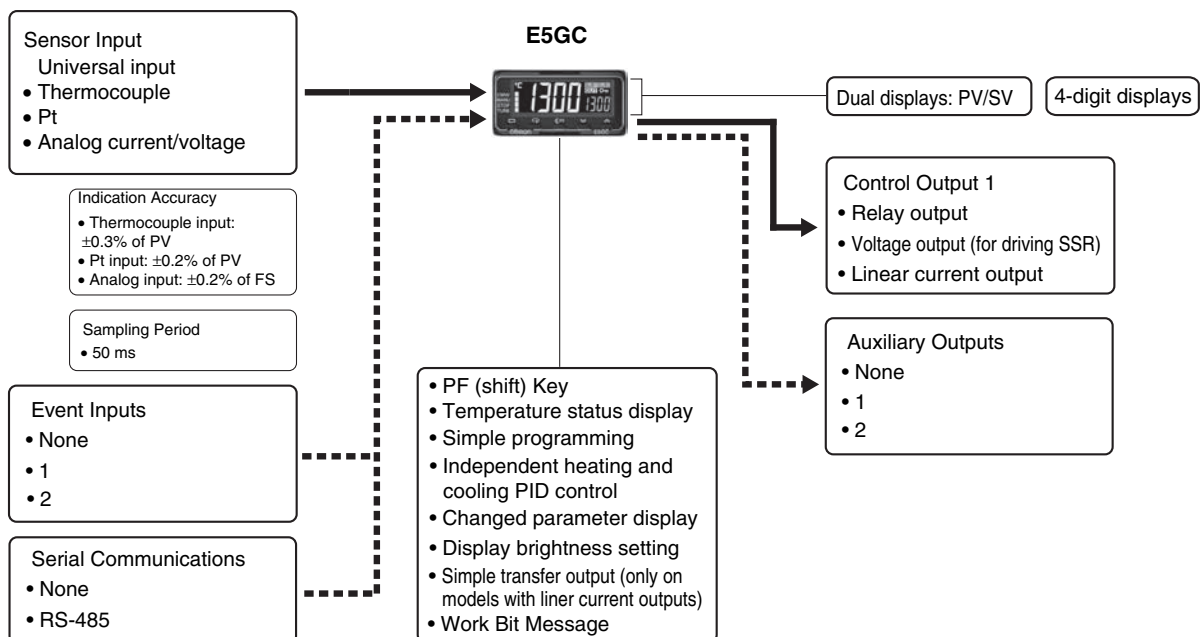 E5GC
Sensor Input
Universal input
• Thermocouple
• Pt
• Analog current/voltage
Indication Accuracy
• Thermocouple input:
±0.3% of PV
• Pt input: ±0.2% of PV
• Analog input: ±0.2% of FS
Sampling Period
• 50 ms
Event Inputs
• None
• 1
• 2
Serial Communications
• None
• RS-485
°C
1300
1300
OMRON
E5GC
• PF (shift) Key
• Temperature status display
• Simple programming
• Independent heating and
cooling PID control
• Changed parameter display
• Display brightness setting
• Simple transfer output (only on
models with liner current outputs)
• Work Bit Message
Dual displays: PV/SV
4-digit displays
Control Output 1
• Relay output
• Voltage output (for driving SSR)
• Linear current output
Auxiliary Outputs
• None
• 1
• 2